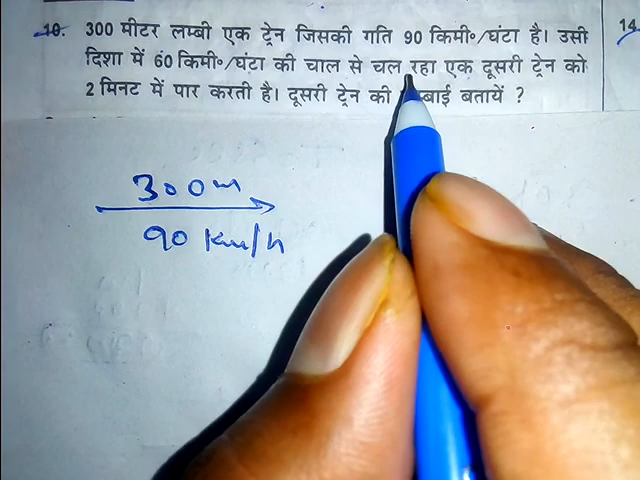 10. 300 मीटर लम्बी एक ट्रेन जिसकी गति 90 किमी॰/घंटा है। उसी
दिशा में 60 किमी॰/घंटा की चाल से चल रहा एक दूसरी ट्रेन को
2 मिनट में पार करती है। दूसरी ट्रेन की म्बाई बतायें ?
14
300m
90 Km/h